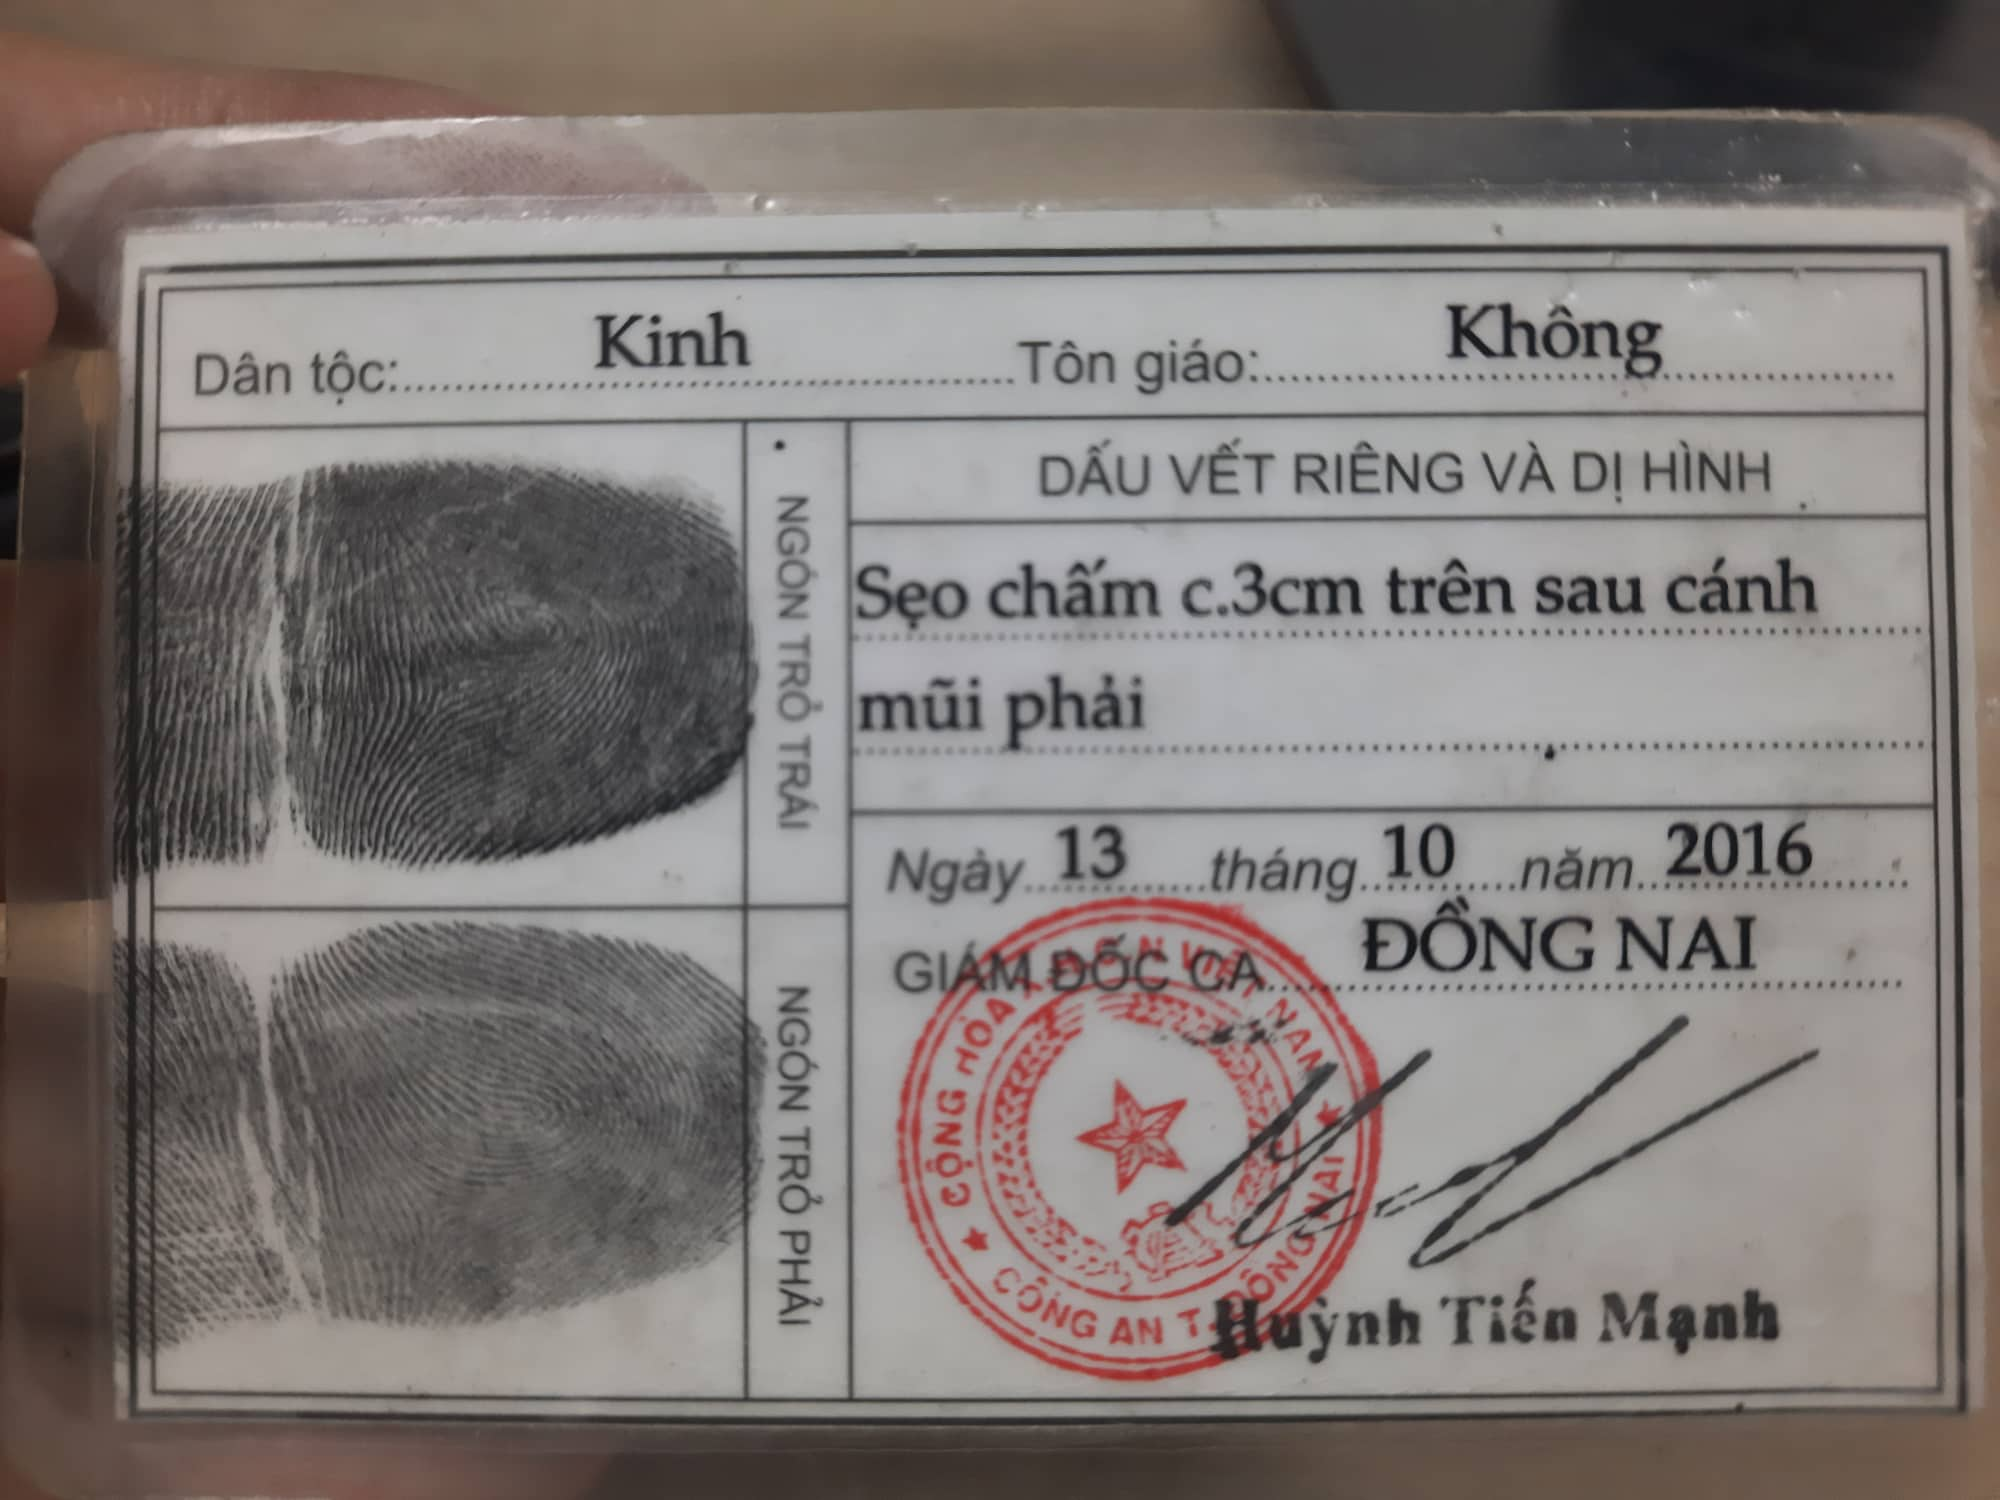 Dân tộc: Kinh Tôn giáo: Không
NGÓN TRỎ TRÁI
NGÓN TRỎ PHẢI
DẤU VẾT RIÊNG VÀ DỊ HÌNH
Sẹo chấm c.3cm trên sau cánh
mũi phải
Ngày 13 tháng 10 năm 2016
GIÁM ĐỐC CA ĐỒNG NAI
CỘNG HÒA X.H.C.N VIỆT NAM
CÔNG AN T. ĐỒNG NAI
Huỳnh Tiến Mạnh